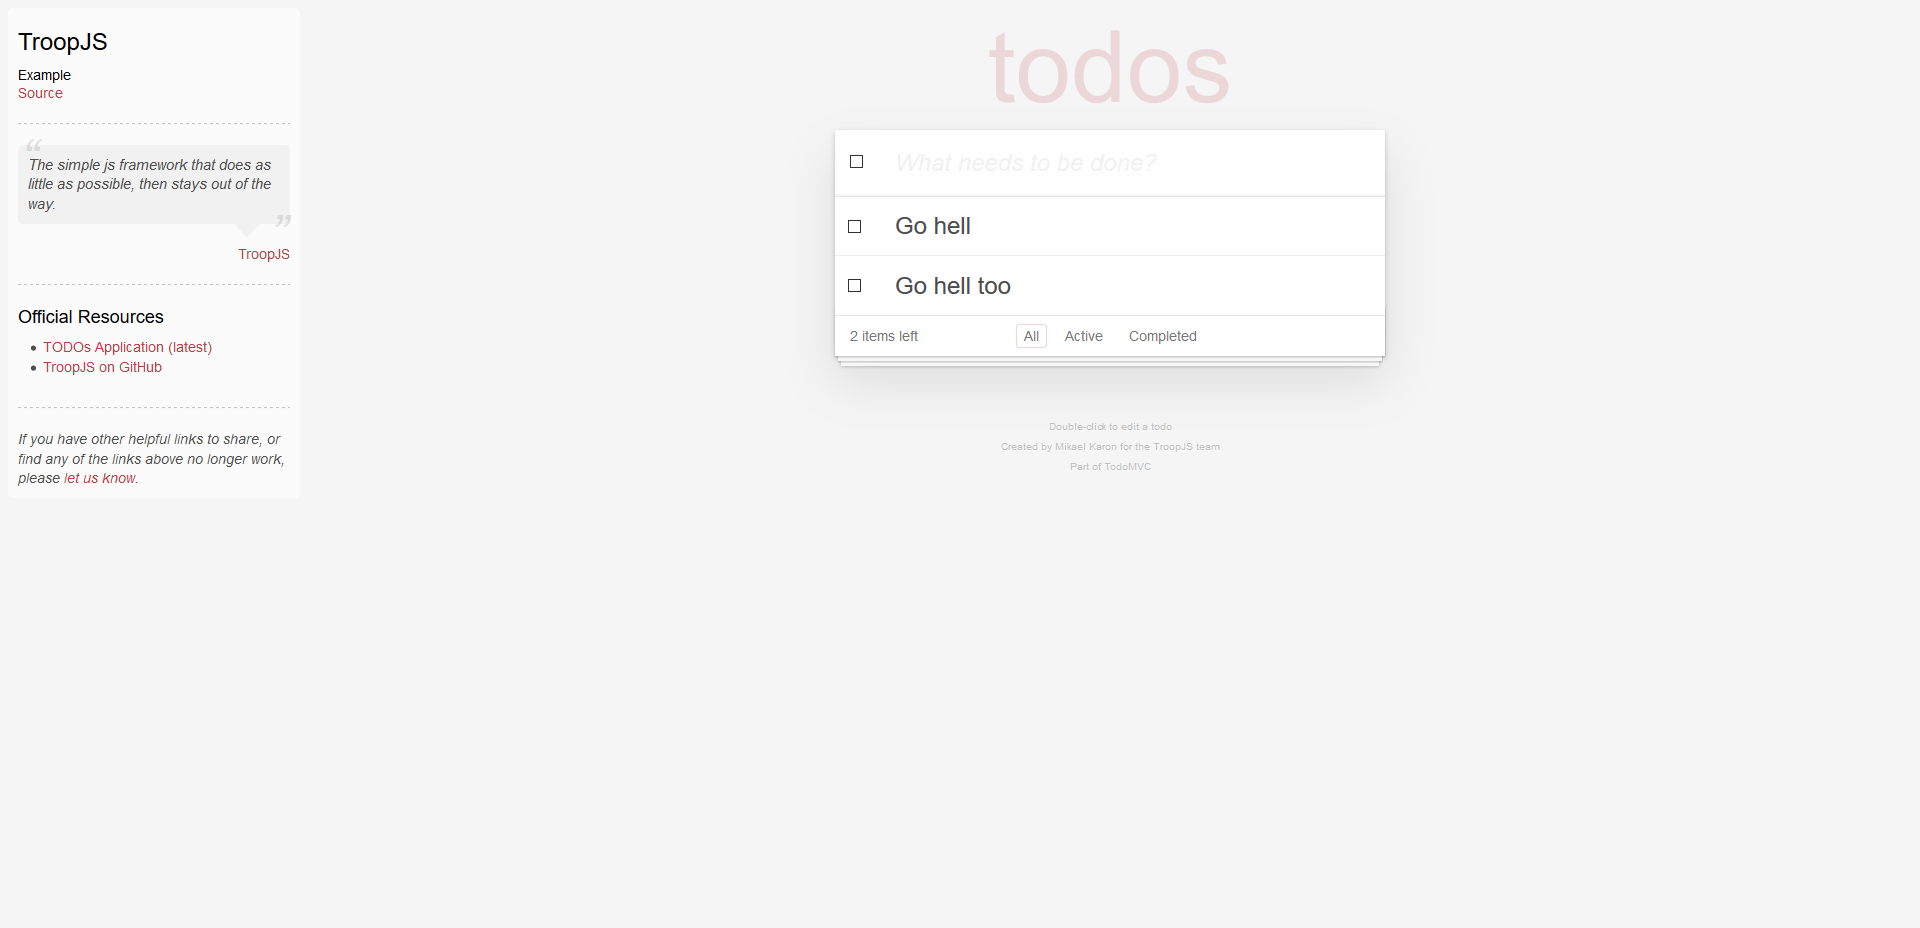 TroopJS
Example
Source
“
The simple js framework that does as
little as possible, then stays out of the
way.
”
TroopJS
Official Resources
• TODOs Application (latest)
• TroopJS on GitHub
If you have other helpful links to share, or
find any of the links above no longer work,
please let us know.
todos
What needs to be done?
Go hell
Go hell too
2 items left All Active Completed
Double-click to edit a todo
Created by Mikael Karon for the TroopJS team
Part of TodoMVC